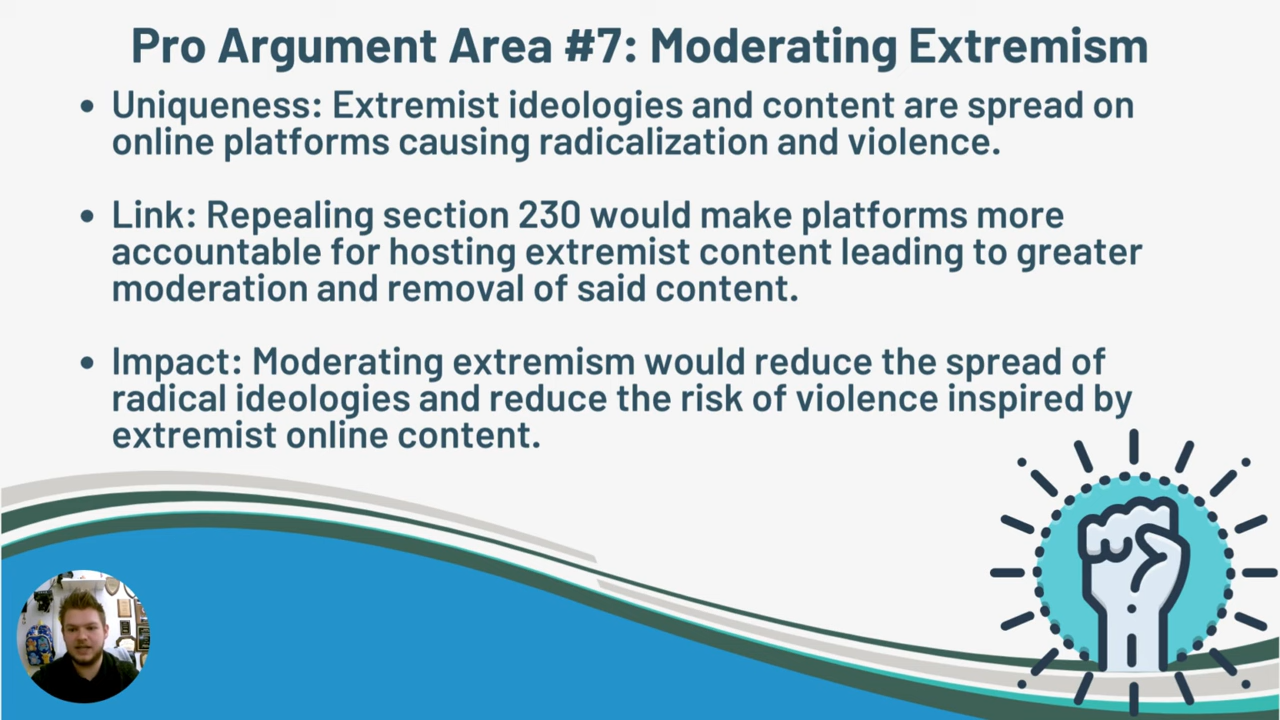 Pro Argument Area #7: Moderating Extremism
• Uniqueness: Extremist ideologies and content are spread on
online platforms causing radicalization and violence.
• Link: Repealing section 230 would make platforms more
accountable for hosting extremist content leading to greater
moderation and removal of said content.
• Impact: Moderating extremism would reduce the spread of
radical ideologies and reduce the risk of violence inspired by
extremist online content.